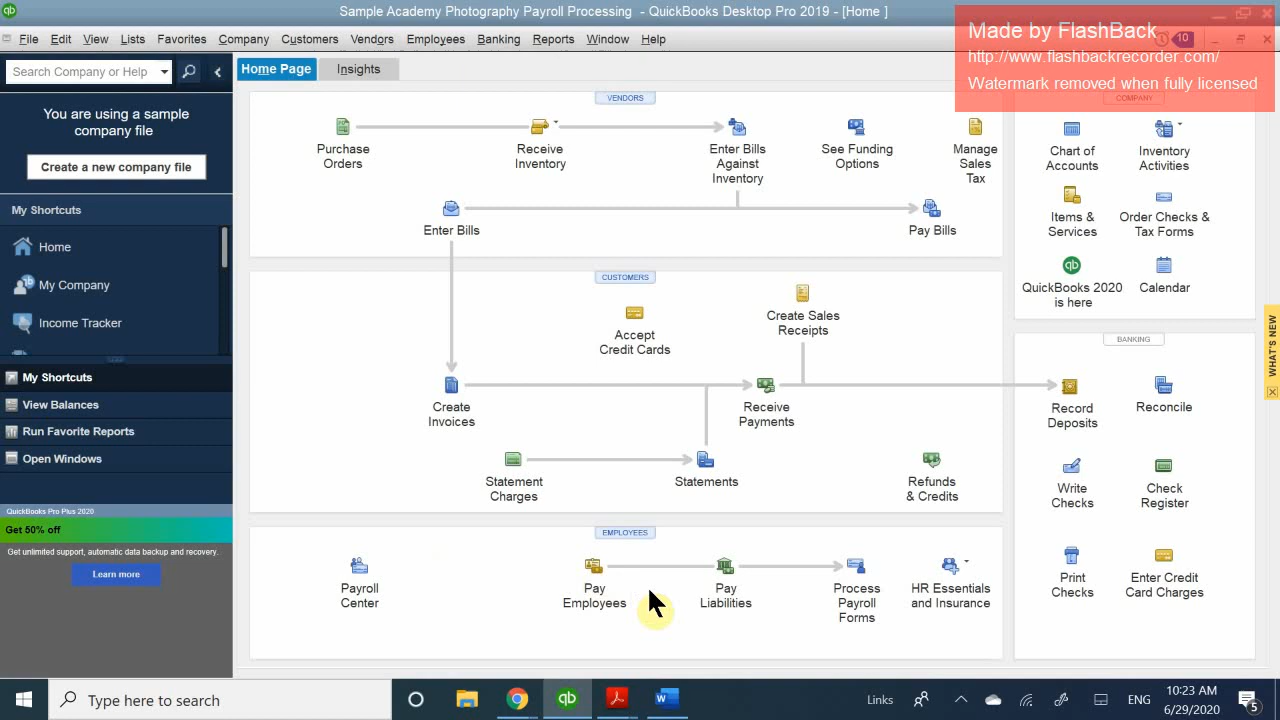 Sample Academy Photography Payroll Processing - QuickBooks Desktop Pro 2019 - [Home ]
File Edit View Lists Favorites Company Employees Banking Reports Window Help
10
Made by FlashBack
http://www.flashbackrecorder.com/
Watermark removed when fully licensed
Search Company or Help
Home Page
Insights
You are using a sample
company file
Create a new company file
My Shortcuts
Home
My Company
Income Tracker
My Shortcuts
View Balances
Run Favorite Reports
Open Windows
QuickBooks Pro Plus 2020
Get 50% off
Get unlimited support, automatic data backup and recovery.
Learn more
VENDORS
Purchase
Orders
Receive
Inventory
Enter Bills
Against
Inventory
See Funding
Options
Manage
Sales
Tax
Enter Bills
Pay Bills
CUSTOMERS
Accept
Credit Cards
Create Sales
Receipts
Create
Invoices
Receive
Payments
Statement
Charges
Statements
Refunds
& Credits
EMPLOYEES
Payroll
Center
Pay
Employees
Pay
Liabilities
Process
Payroll
Forms
HR Essentials
and Insurance
COMPANY
Chart of
Accounts
Inventory
Activities
Items &
Services
Order Checks &
Tax Forms
qb
QuickBooks 2020
is here
Calendar
BANKING
Record
Deposits
Reconcile
Write
Checks
Check
Register
Print
Checks
Enter Credit
Card Charges
WHAT'S NEW
Type here to search
Links
ENG
10:23 AM
6/29/2020
5